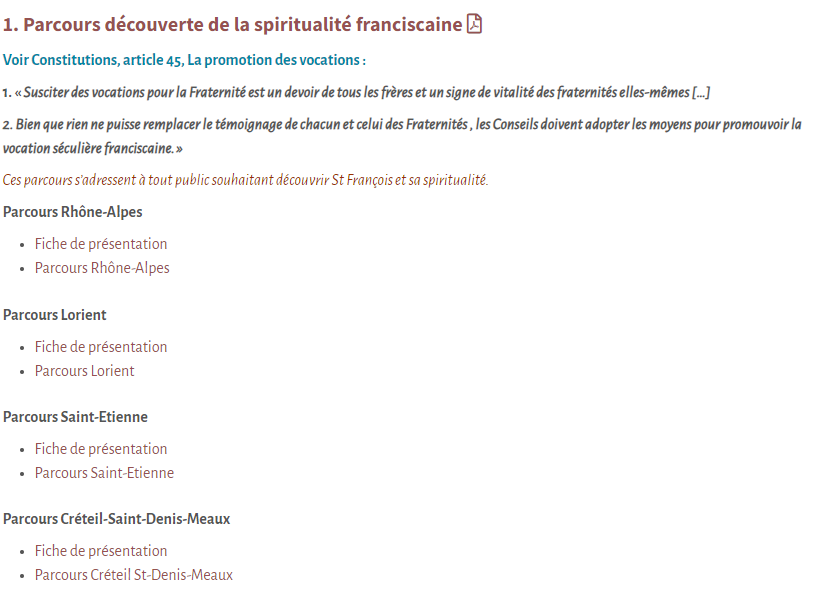 1. Parcours découverte de la spiritualité franciscaine
Voir Constitutions, article 45, La promotion des vocations :
1. « Susciter des vocations pour la Fraternité est un devoir de tous les frères et un signe de vitalité des fraternités elles-mêmes [...]
2. Bien que rien ne puisse remplacer le témoignage de chacun et celui des Fraternités , les Conseils doivent adopter les moyens pour promouvoir la
vocation séculière franciscaine. »
Ces parcours s'adressent à tout public souhaitant découvrir St François et sa spiritualité.
Parcours Rhône-Alpes
• Fiche de présentation
• Parcours Rhône-Alpes
Parcours Lorient
• Fiche de présentation
• Parcours Lorient
Parcours Saint-Etienne
• Fiche de présentation
• Parcours Saint-Etienne
Parcours Créteil-Saint-Denis-Meaux
• Fiche de présentation
• Parcours Créteil St-Denis-Meaux